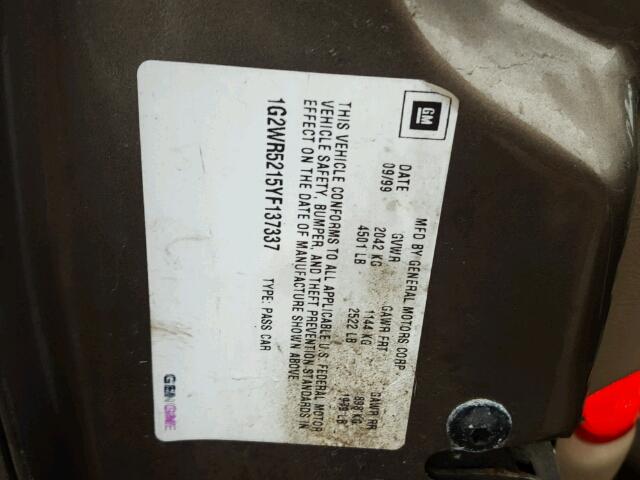 GM
MFD BY GENERAL MOTORS CORP
DATE GVWR GAWR FRT GAWR RR
09/99 2042 KG 1144 KG 898 KG
4501 LB 2522 LB 1979 LB
THIS VEHICLE CONFORMS TO ALL APPLICABLE U.S. FEDERAL MOTOR
VEHICLE SAFETY, BUMPER, AND THEFT PREVENTION STANDARDS IN
EFFECT ON THE DATE OF MANUFACTURE SHOWN ABOVE.
1G2WR5215YF137337 TYPE: PASS CAR